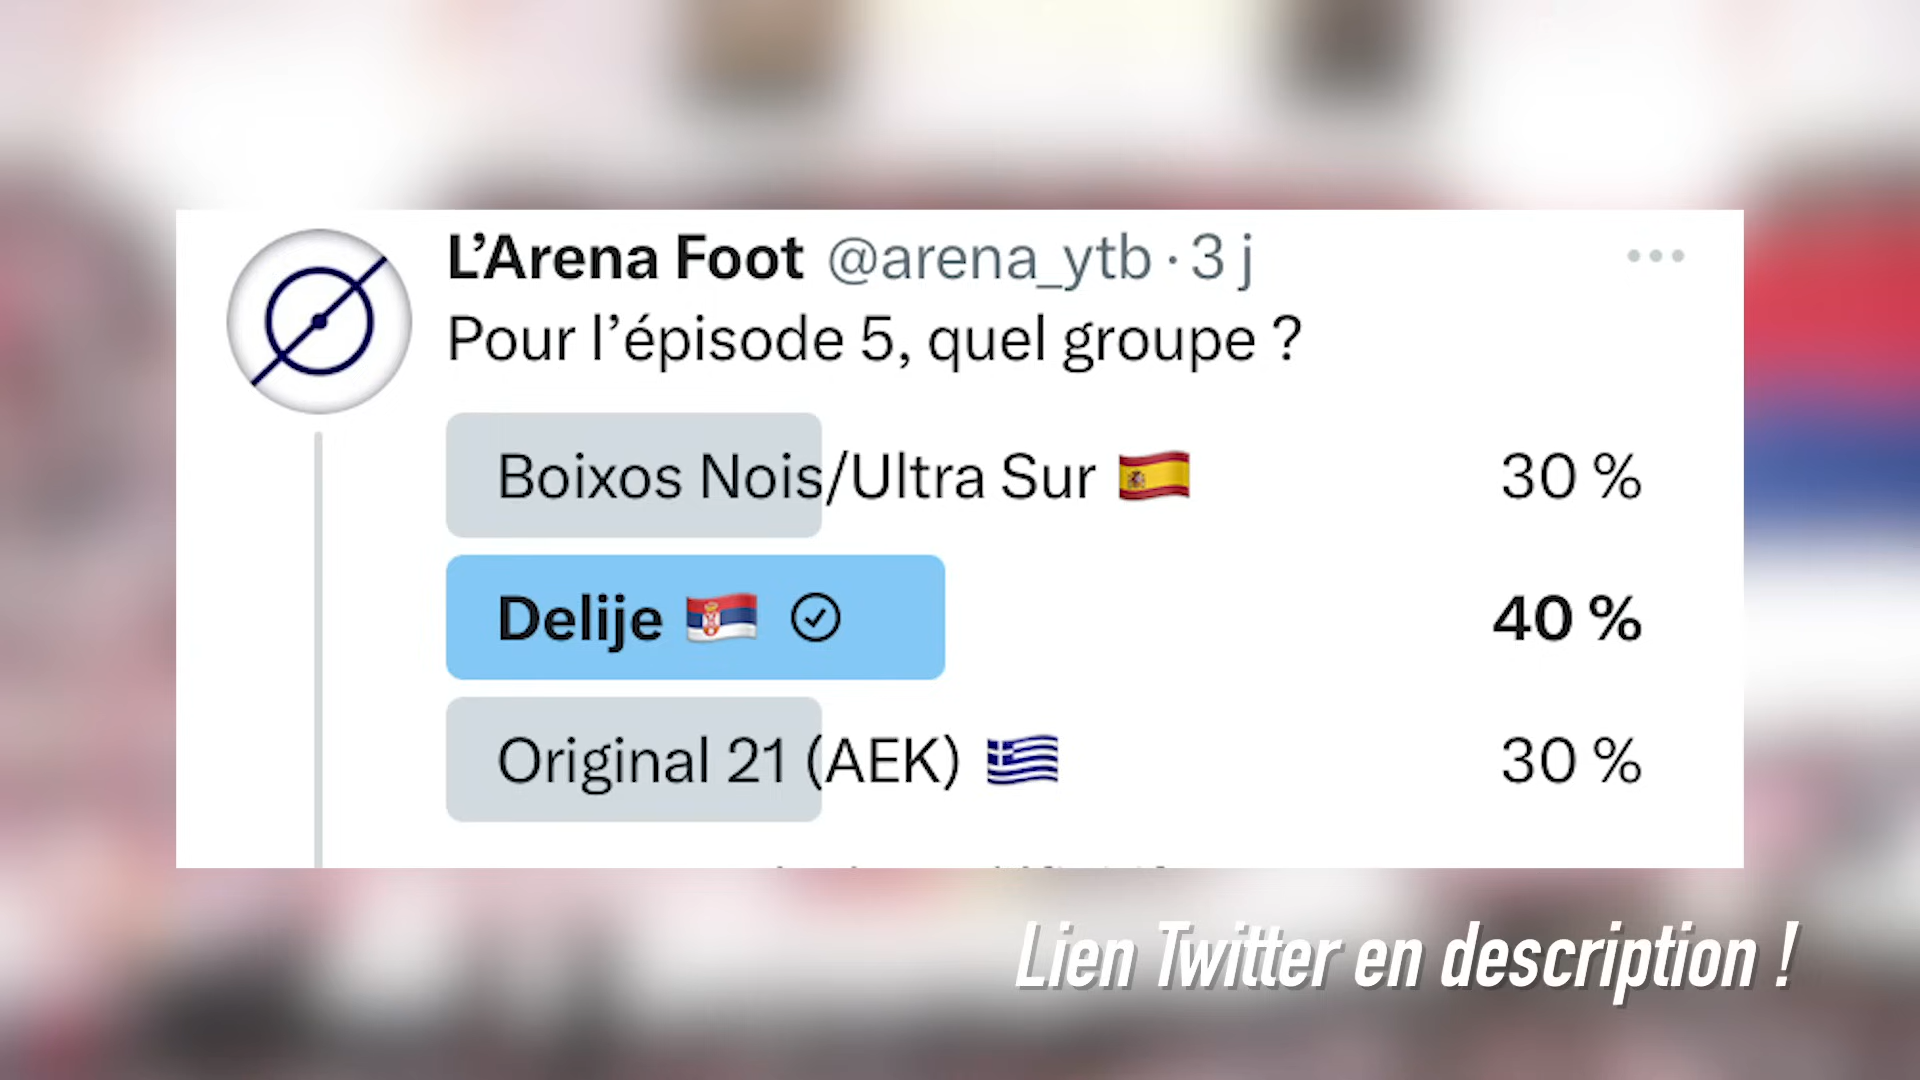 L’Arena Foot @arena_ytb · 3 j
Pour l’épisode 5, quel groupe ?
Boixos Nois/Ultra Sur 🇪🇸 30 %
Delije 🇷🇸 40 %
Original 21 (AEK) 🇬🇷 30 %
Lien Twitter en description !